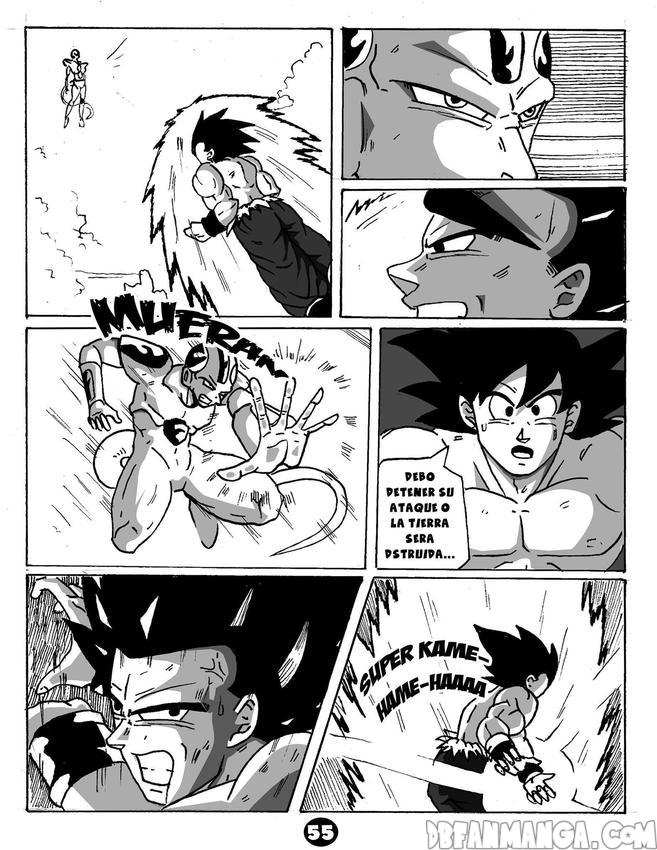 MUERAN
DEBO
DETENER SU
ATAQUE O
LA TIERRA
SERA
DSTRUIDA...
SUPER KAME-
HAME-HAAAA
55
DBFANMANGA.COM